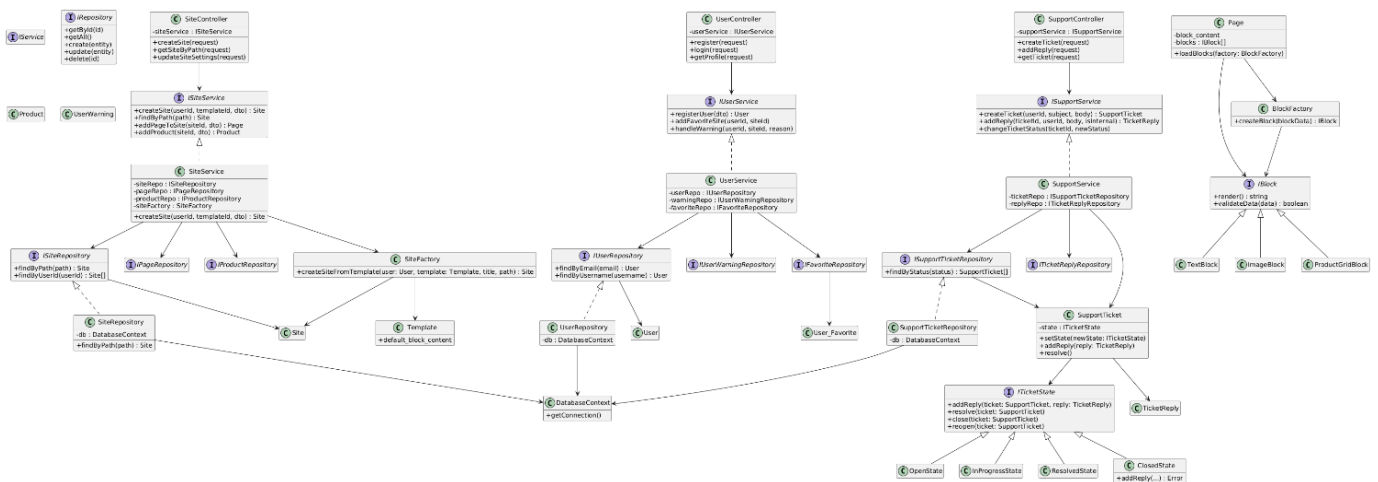 IService
IRepository
+getById(id)
+getAll()
+create(entity)
+update(entity)
+delete(id)
SiteController
-siteService : ISiteService
+createSite(request)
+getSiteByPath(request)
+updateSiteSettings(request)
UserController
-userService : IUserService
+register(request)
+login(request)
+getProfile(request)
SupportController
-supportService : ISupportService
+createTicket(request)
+addReply(request)
+getTicket(request)
Page
-block_content
-blocks : IBlock[]
+loadBlocks(factory: BlockFactory)
Product
UserWarning
ISiteService
+createSite(userId, templateId, dto) : Site
+findByPath(path) : Site
+addPageToSite(siteId, dto) : Page
+addProduct(siteId, dto) : Product
IUserService
+registerUser(dto) : User
+addFavoriteSite(userId, siteId)
+handleWarning(userId, siteId, reason)
ISupportService
+createTicket(userId, subject, body) : SupportTicket
+addReply(ticketId, userId, body, isInternal) : TicketReply
+changeTicketStatus(ticketId, newStatus)
BlockFactory
+createBlock(blockData) : IBlock
SiteService
-siteRepo : ISiteRepository
-pageRepo : IPageRepository
-productRepo : IProductRepository
-siteFactory : SiteFactory
+createSite(userId, templateId, dto) : Site
UserService
-userRepo : IUserRepository
-warningRepo : IUserWarningRepository
-favoriteRepo : IFavoriteRepository
SupportService
-ticketRepo : ISupportTicketRepository
-replyRepo : ITicketReplyRepository
IBlock
+render() : string
+validateData(data) : boolean
ISiteRepository
+findByPath(path) : Site
+findByUserId(userId) : Site[]
IPageRepository
IProductRepository
SiteFactory
+createSiteFromTemplate(user: User, template: Template, title, path) : Site
IUserRepository
+findByEmail(email) : User
+findByUsername(username) : User
IUserWarningRepository
IFavoriteRepository
ISupportTicketRepository
+findByStatus(status) : SupportTicket[]
ITicketReplyRepository
TextBlock
ImageBlock
ProductGridBlock
SiteRepository
-db : DatabaseContext
+findByPath(path) : Site
Site
Template
+default_block_content
UserRepository
-db : DatabaseContext
User
User_Favorite
SupportTicketRepository
-db : DatabaseContext
SupportTicket
-state : ITicketState
+setState(newState: ITicketState)
+addReply(reply: TicketReply)
+resolve()
DatabaseContext
+getConnection()
ITicketState
+addReply(ticket: SupportTicket, reply: TicketReply)
+resolve(ticket: SupportTicket)
+close(ticket: SupportTicket)
+reopen(ticket: SupportTicket)
TicketReply
OpenState
InProgressState
ResolvedState
ClosedState
+addReply(...) : Error